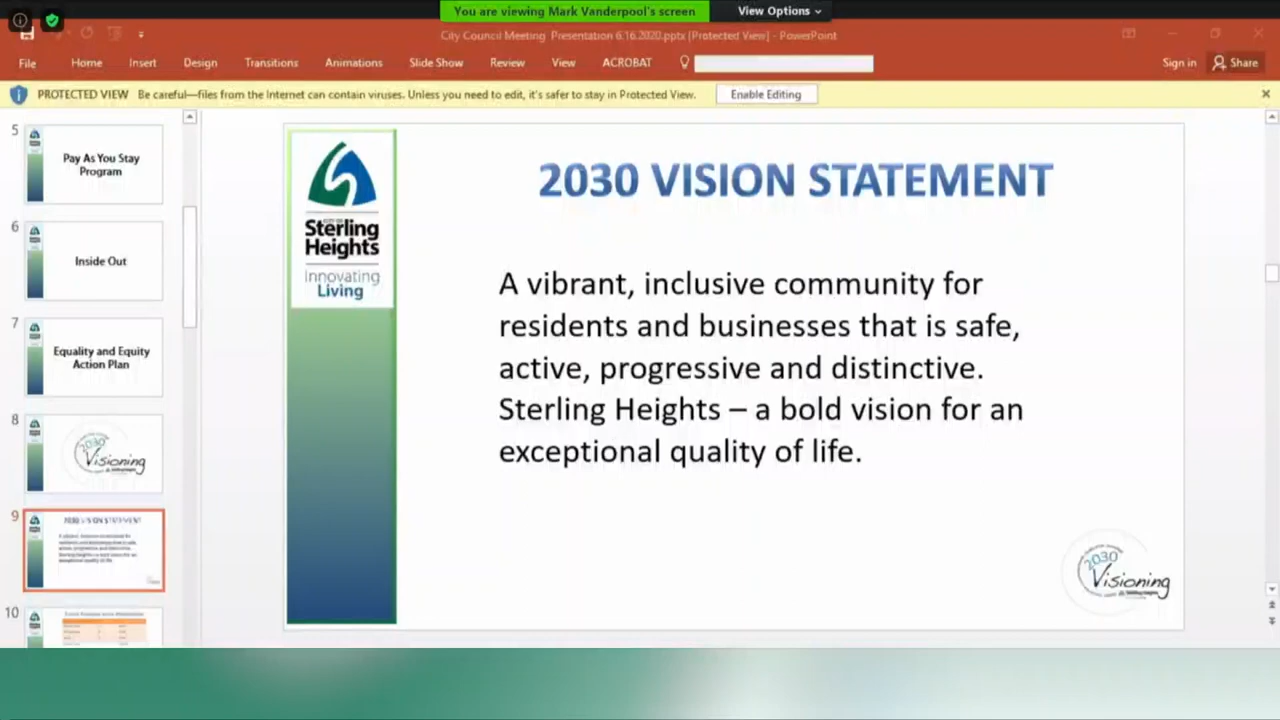 You are viewing Mark Vanderpool's screen
View Options
City Council Meeting Presentation 6.16.2020.pptx [Protected View] - PowerPoint
File Home Insert Design Transitions Animations Slide Show Review View ACROBAT Sign in Share
PROTECTED VIEW Be careful—files from the Internet can contain viruses. Unless you need to edit, it's safer to stay in Protected View. Enable Editing
5
Pay As You Stay
Program
6
Inside Out
7
Equality and Equity
Action Plan
8
2030
Visioning
9
2030 VISION STATEMENT
10
CITY OF
Sterling
Heights
Innovating
Living
2030 VISION STATEMENT
A vibrant, inclusive community for
residents and businesses that is safe,
active, progressive and distinctive.
Sterling Heights – a bold vision for an
exceptional quality of life.
2030
Visioning